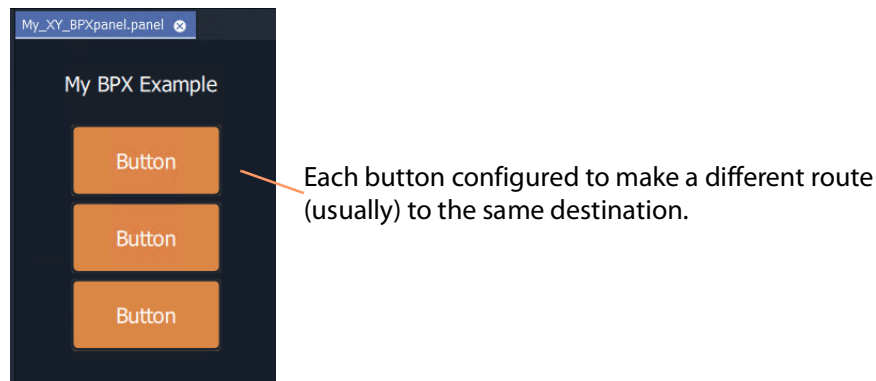 My_XY_BPXpanel.panel
My BPX Example
Button
Each button configured to make a different route
(usually) to the same destination.
Button
Button